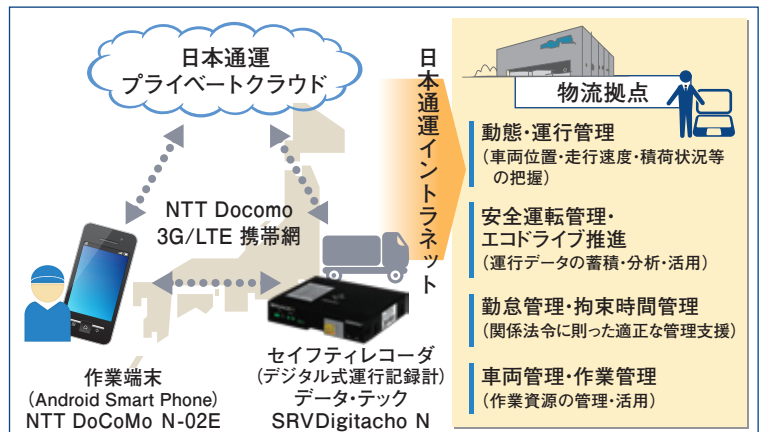 日本通運
プライベートクラウド
NTT Docomo
3G/LTE 携帯網
作業端末
(Android Smart Phone)
NTT DoCoMo N-02E
セイフティレコーダ
(デジタル式運行記録計)
データ・テック
SRVDigitacho N
日本通運イントラネット
物流拠点
動態・運行管理
(車両位置・走行速度・積荷状況等
の把握)
安全運転管理・
エコドライブ推進
(運行データの蓄積・分析・活用)
勤怠管理・拘束時間管理
(関係法令に則った適正な管理支援)
車両管理・作業管理
(作業資源の管理・活用)